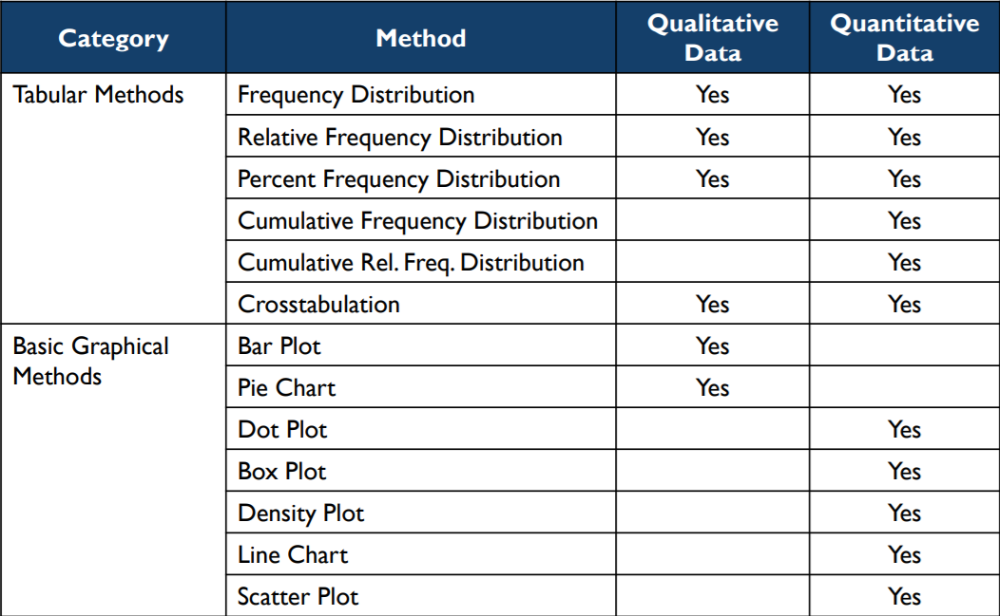 Category Method Qualitative Data Quantitative Data
Tabular Methods Frequency Distribution Yes Yes
Relative Frequency Distribution Yes Yes
Percent Frequency Distribution Yes Yes
Cumulative Frequency Distribution Yes
Cumulative Rel. Freq. Distribution Yes
Crosstabulation Yes Yes
Basic Graphical Methods Bar Plot Yes
Pie Chart Yes
Dot Plot Yes
Box Plot Yes
Density Plot Yes
Line Chart Yes
Scatter Plot Yes